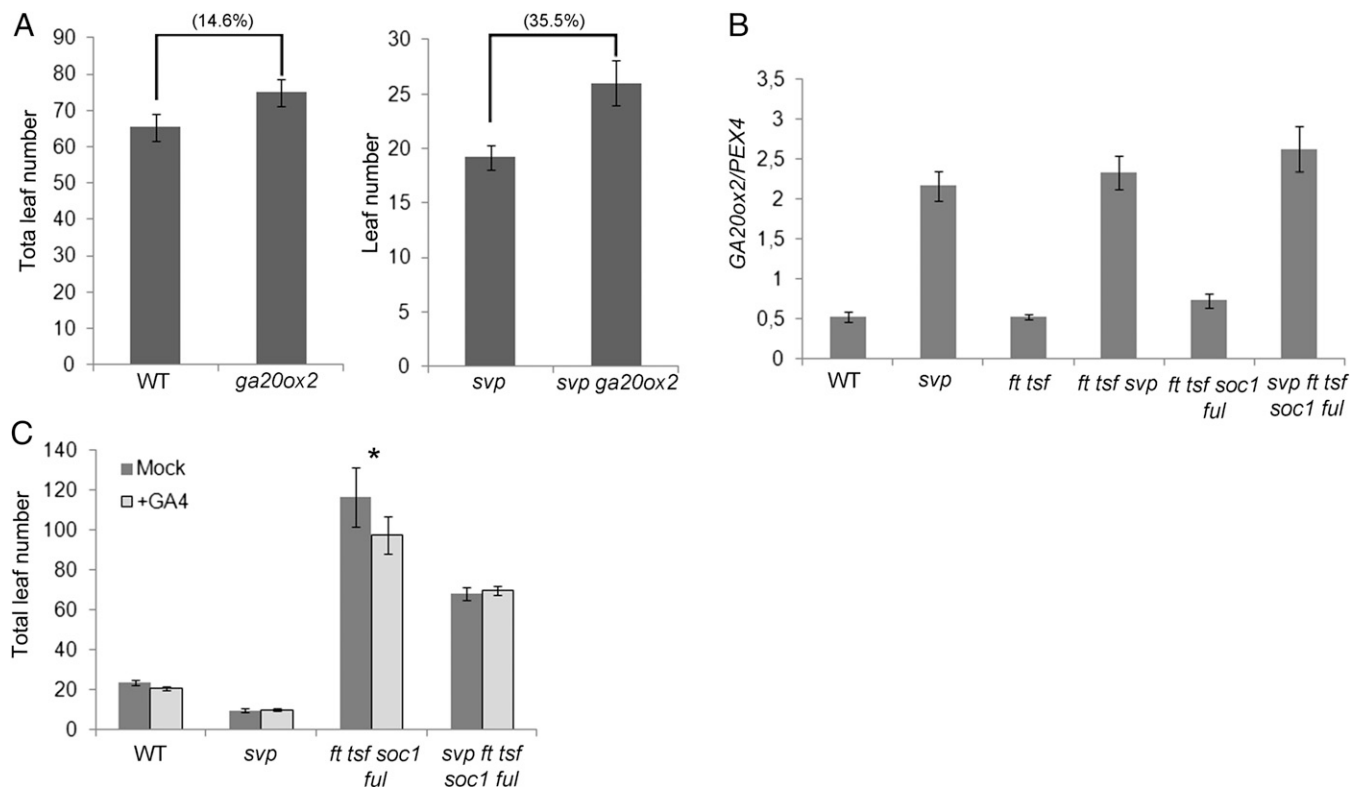 A
(14.6%)
Tota leaf number
90
80
70
60
50
40
30
20
10
0
WT
ga20ox2
(35.5%)
Leaf number
30
25
20
15
10
5
0
svp
svp ga20ox2
B
GA20ox2/PEX4
3,5
3
2,5
2
1,5
1
0,5
0
WT
svp
ft tsf
ft tsf svp
ft tsf soc1
ful
svp ft tsf
soc1 ful
C
Total leaf number
140
120
100
80
60
40
20
0
Mock
+GA4
*
WT
svp
ft tsf soc1
ful
svp ft tsf
soc1 ful